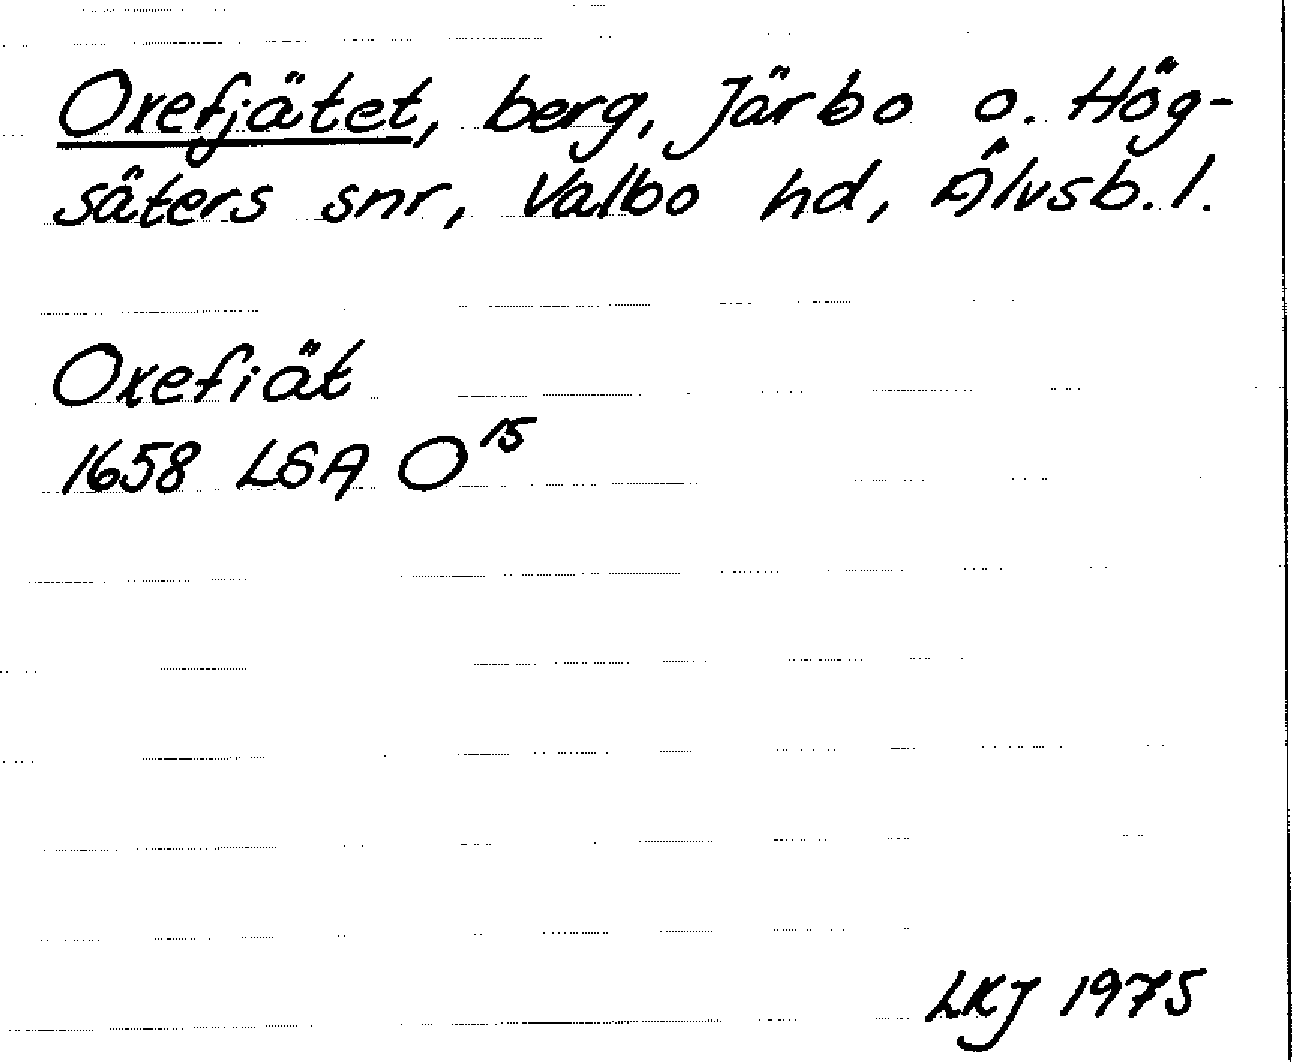 Oxefjätet, berg, Järbo o. Hög-
säters snr, Valbo hd, Älvsb. l.
Oxefiät
1658 LSA O15
LKJ 1975